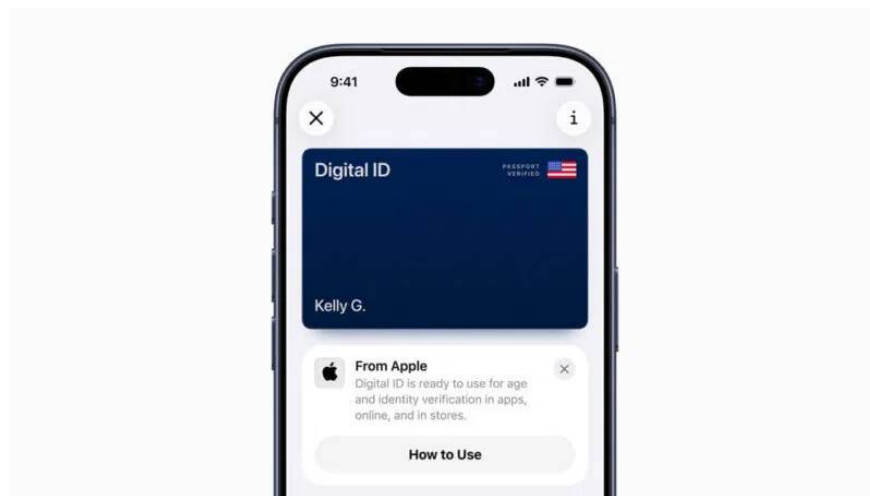 9:41
i
Digital ID
PASSPORT
VERIFIED
Kelly G.
From Apple
Digital ID is ready to use for age
and identity verification in apps,
online, and in stores.
How to Use